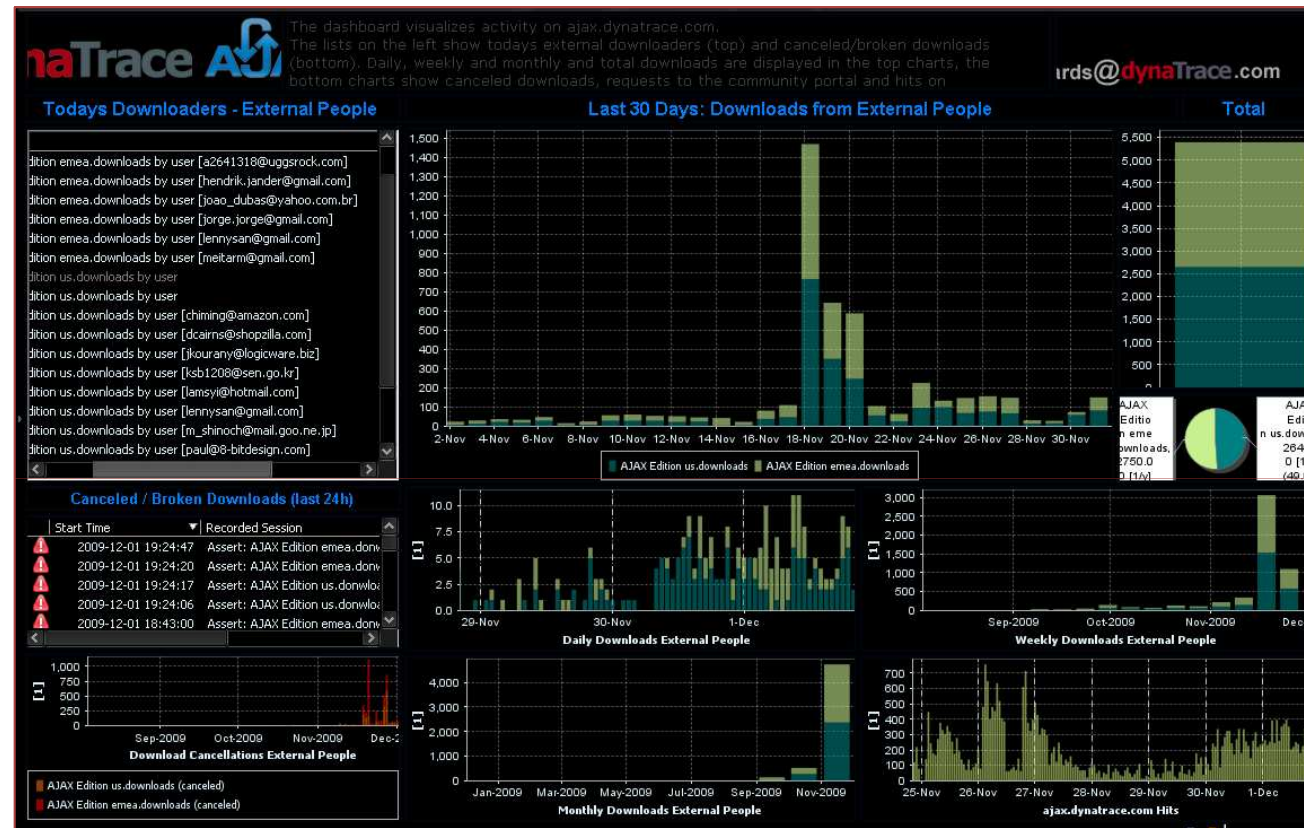 naTrace
The dashboard visualizes activity on ajax.dynatrace.com.
The lists on the left show todays external downloaders (top) and canceled/broken downloads
(bottom). Daily, weekly and monthly and total downloads are displayed in the top charts, the
bottom charts show canceled downloads, requests to the community portal and hits on
ırds@dynaTrace.com
Todays Downloaders - External People
dition emea.downloads by user [a2641318@uggsrock.com]
dition emea.downloads by user [hendrik.jander@gmail.com]
dition emea.downloads by user [joao_dubas@yahoo.com.br]
dition emea.downloads by user [jorge.jorge@gmail.com]
dition emea.downloads by user [lennysan@gmail.com]
dition emea.downloads by user [meitarm@gmail.com]
dition us.downloads by user
dition us.downloads by user
dition us.downloads by user [chiming@amazon.com]
dition us.downloads by user [dcairns@shopzilla.com]
dition us.downloads by user [jkourany@logicware.biz]
dition us.downloads by user [ksb1208@sen.go.kr]
dition us.downloads by user [lamsyi@hotmail.com]
dition us.downloads by user [lennysan@gmail.com]
dition us.downloads by user [m_shinoch@mail.goo.ne.jp]
dition us.downloads by user [paul@8-bitdesign.com]
Last 30 Days: Downloads from External People
1,500
1,400
1,300
1,200
1,100
1,000
900
800
700
600
500
400
300
200
100
0
2-Nov 4-Nov 6-Nov 8-Nov 10-Nov 12-Nov 14-Nov 16-Nov 18-Nov 20-Nov 22-Nov 24-Nov 26-Nov 28-Nov 30-Nov
AJAX Edition us.downloads AJAX Edition emea.downloads
Total
5,500
5,000
4,500
4,000
3,500
3,000
2,500
2,000
1,500
1,000
500
AJAX
Editio
n eme
ownloads,
2750.0
0 [1/y]
AJA
Edi
n us.dow
264
0 [1
(49.
Canceled / Broken Downloads (last 24h)
Start Time Recorded Session
2009-12-01 19:24:47 Assert: AJAX Edition emea.donw
2009-12-01 19:24:20 Assert: AJAX Edition emea.donw
2009-12-01 19:24:17 Assert: AJAX Edition us.donwloa
2009-12-01 19:24:06 Assert: AJAX Edition us.donwloa
2009-12-01 18:43:00 Assert: AJAX Edition emea.donw
[1]
10.0
7.5
5.0
2.5
0.0
29-Nov 30-Nov 1-Dec
Daily Downloads External People
[1]
3,000
2,500
2,000
1,500
1,000
500
0
Sep-2009 Oct-2009 Nov-2009 Dec
Weekly Downloads External People
[1]
1,000
750
500
250
0
Sep-2009 Oct-2009 Nov-2009 Dec-2
Download Cancellations External People
AJAX Edition us.downloads (canceled)
AJAX Edition emea.downloads (canceled)
[1]
4,000
3,000
2,000
1,000
0
Jan-2009 Mar-2009 May-2009 Jul-2009 Sep-2009 Nov-2009
Monthly Downloads External People
[1]
700
600
500
400
300
200
100
0
25-Nov 26-Nov 27-Nov 28-Nov 29-Nov 30-Nov 1-Dec
ajax.dynatrace.com Hits